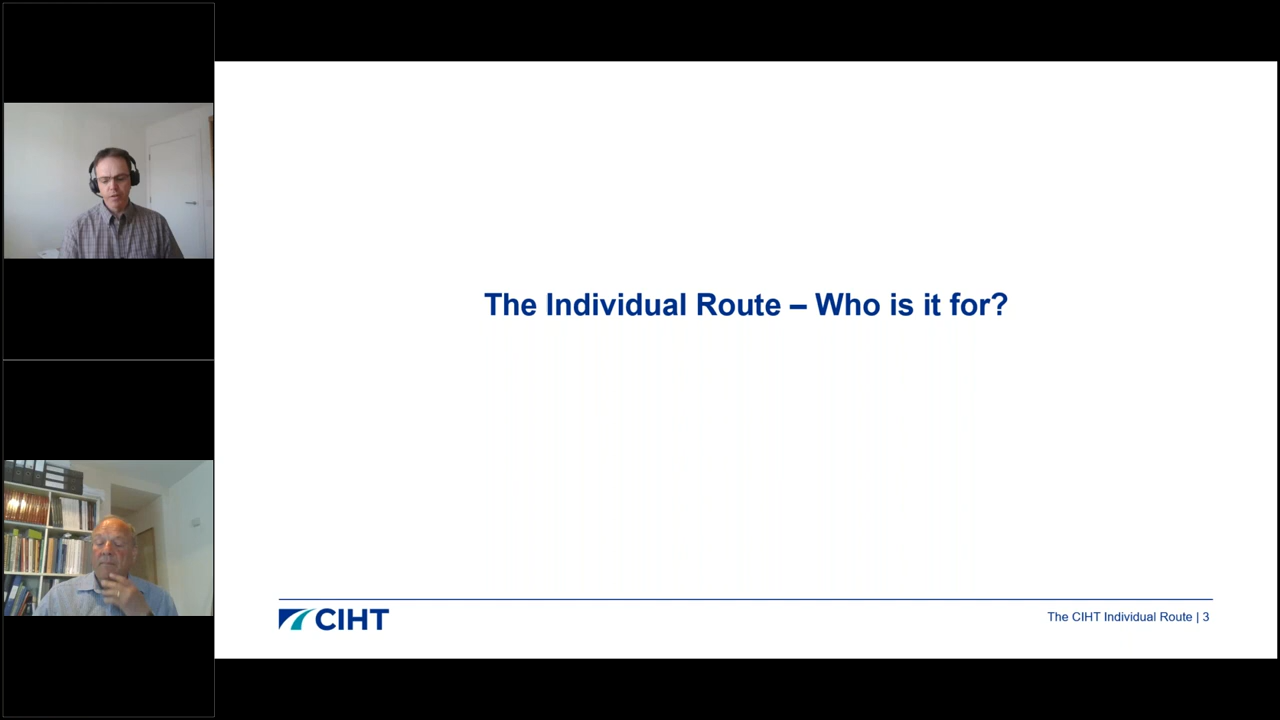 The Individual Route – Who is it for?
CIHT
The CIHT Individual Route | 3